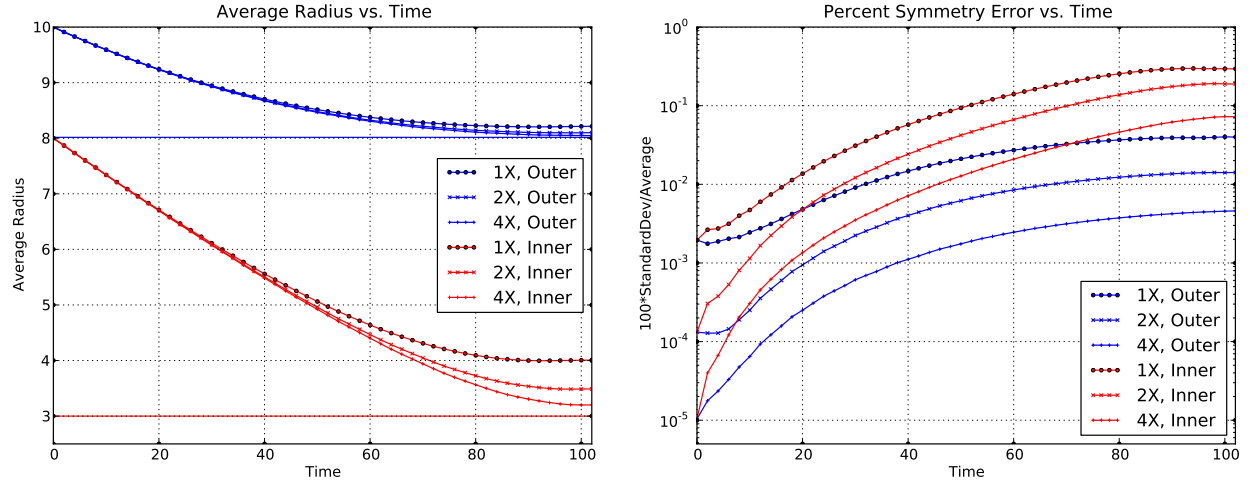 Average Radius vs. Time
Average Radius
10
9
8
7
6
5
4
3
0
20
40
60
80
100
Time
1X, Outer
2X, Outer
4X, Outer
1X, Inner
2X, Inner
4X, Inner
Percent Symmetry Error vs. Time
100*StandardDev/Average
10^0
10^-1
10^-2
10^-3
10^-4
10^-5
0
20
40
60
80
100
Time
1X, Outer
2X, Outer
4X, Outer
1X, Inner
2X, Inner
4X, Inner